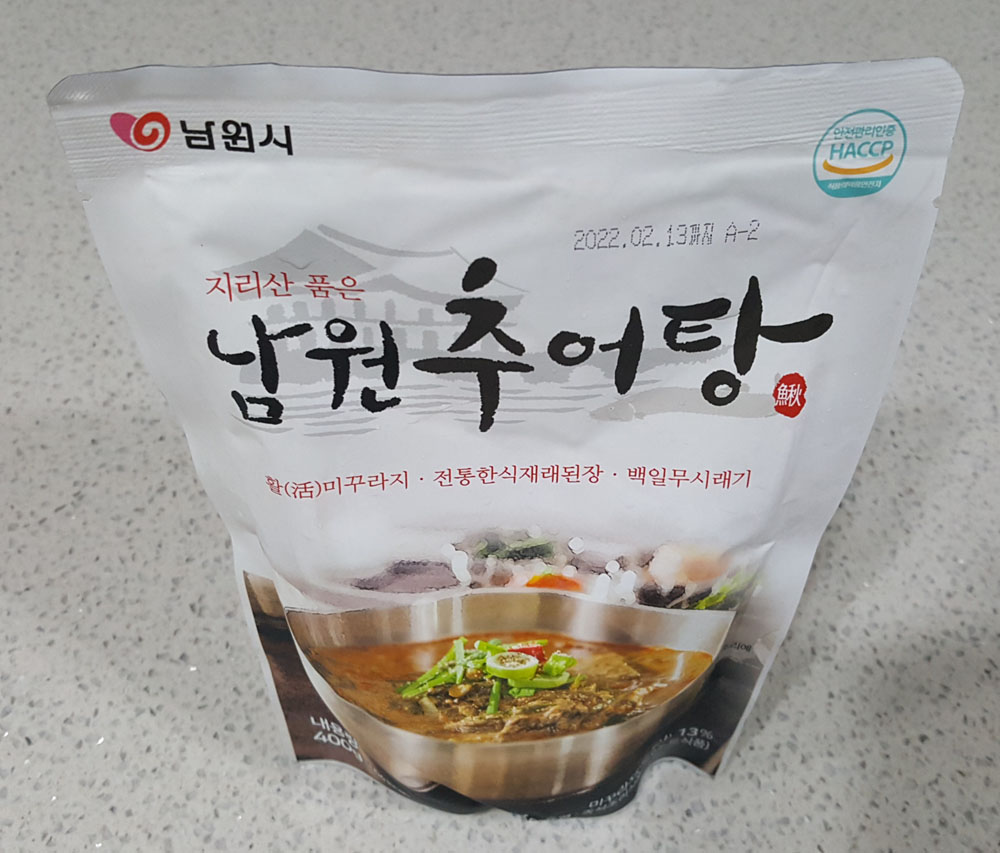 남원시
안전관리인증
HACCP
2022.02.13까지 A-2
지리산 품은
남원추어탕
鰍
활(活)미꾸라지 · 전통한식재래된장 · 백일무시래기
400g
13%